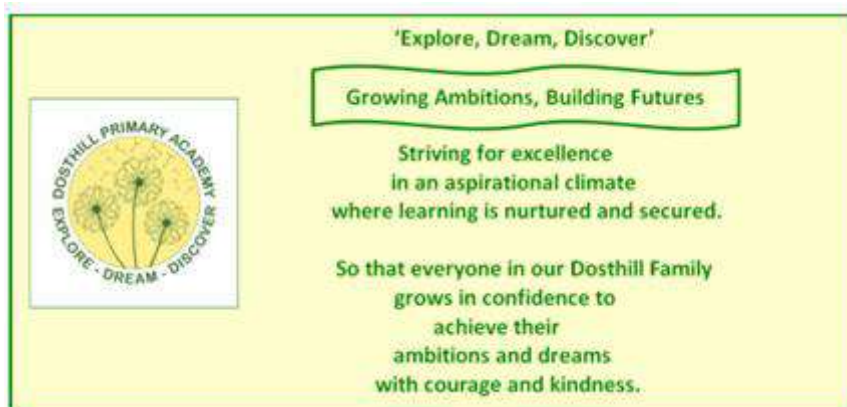 'Explore, Dream, Discover'
Growing Ambitions, Building Futures
DOSTHILL PRIMARY ACADEMY
EXPLORE - DREAM - DISCOVER
Striving for excellence
in an aspirational climate
where learning is nurtured and secured.
So that everyone in our Dosthill Family
grows in confidence to
achieve their
ambitions and dreams
with courage and kindness.